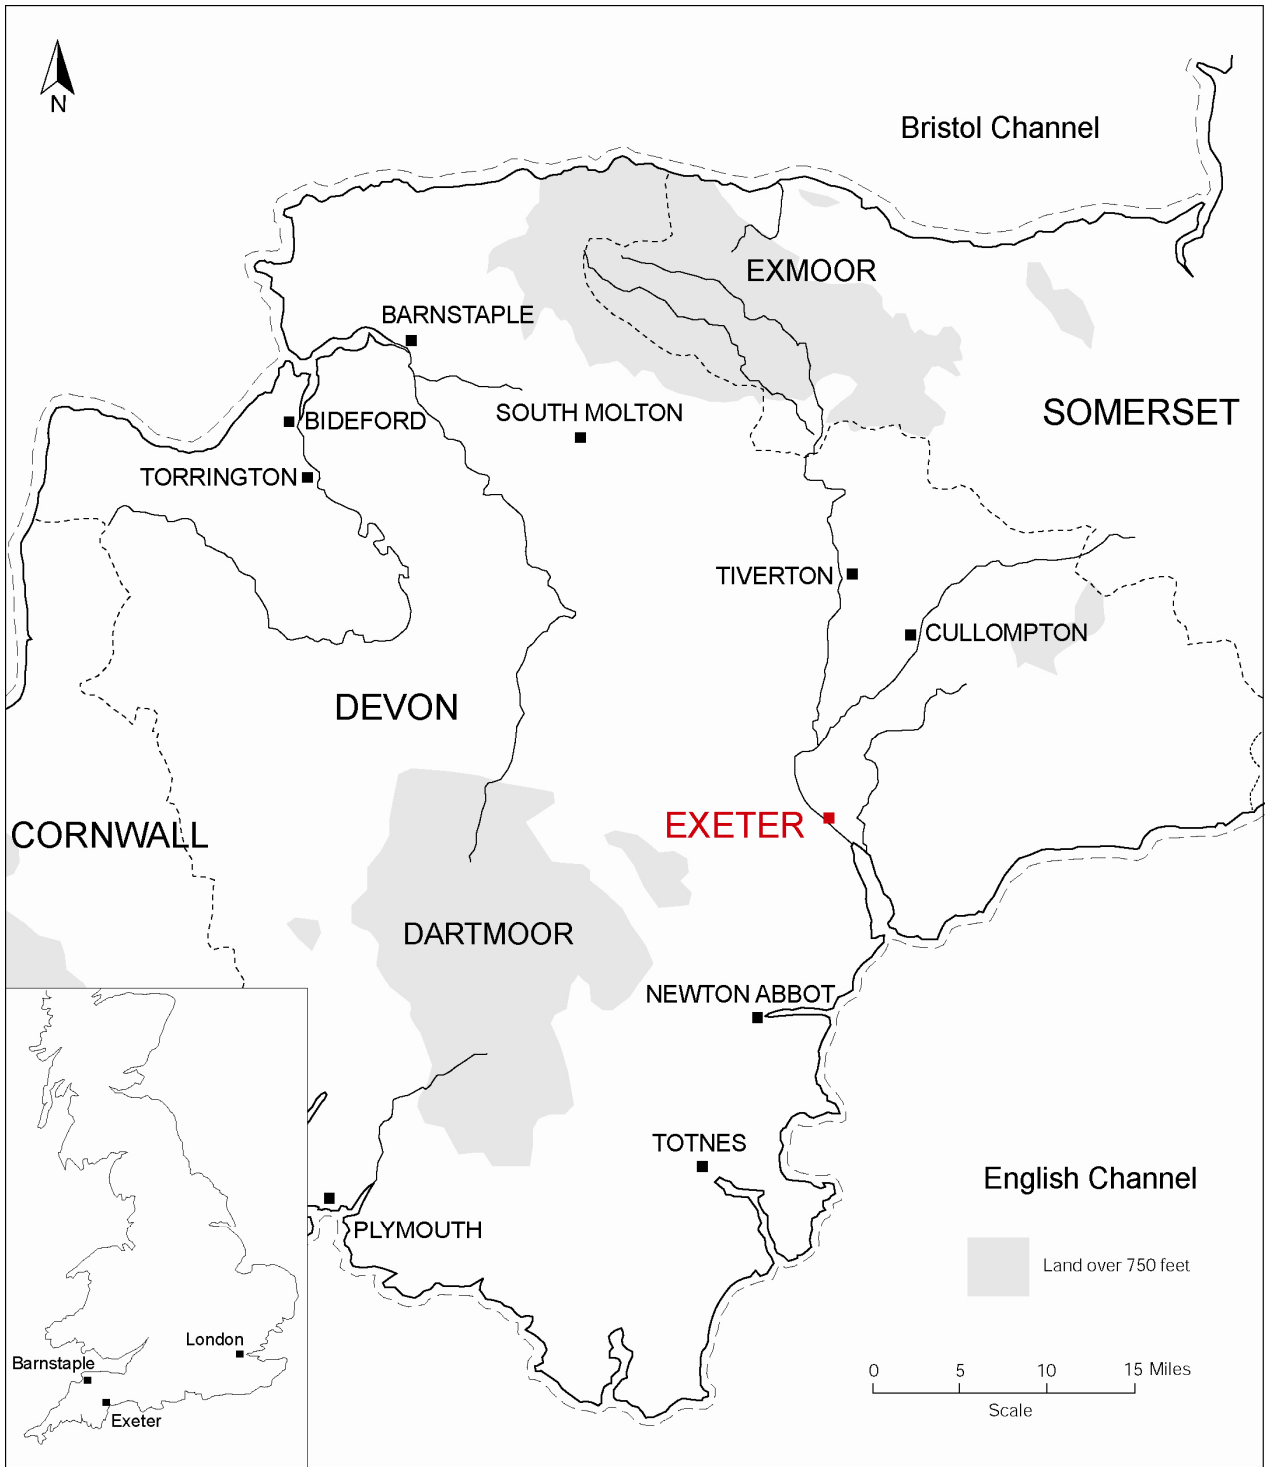 N
Bristol Channel
EXMOOR
BARNSTAPLE
SOUTH MOLTON
SOMERSET
BIDEFORD
TORRINGTON
TIVERTON
CULLOMPTON
DEVON
EXETER
CORNWALL
DARTMOOR
NEWTON ABBOT
TOTNES
English Channel
PLYMOUTH
Land over 750 feet
London
Barnstaple
Exeter
0 5 10 15 Miles
Scale